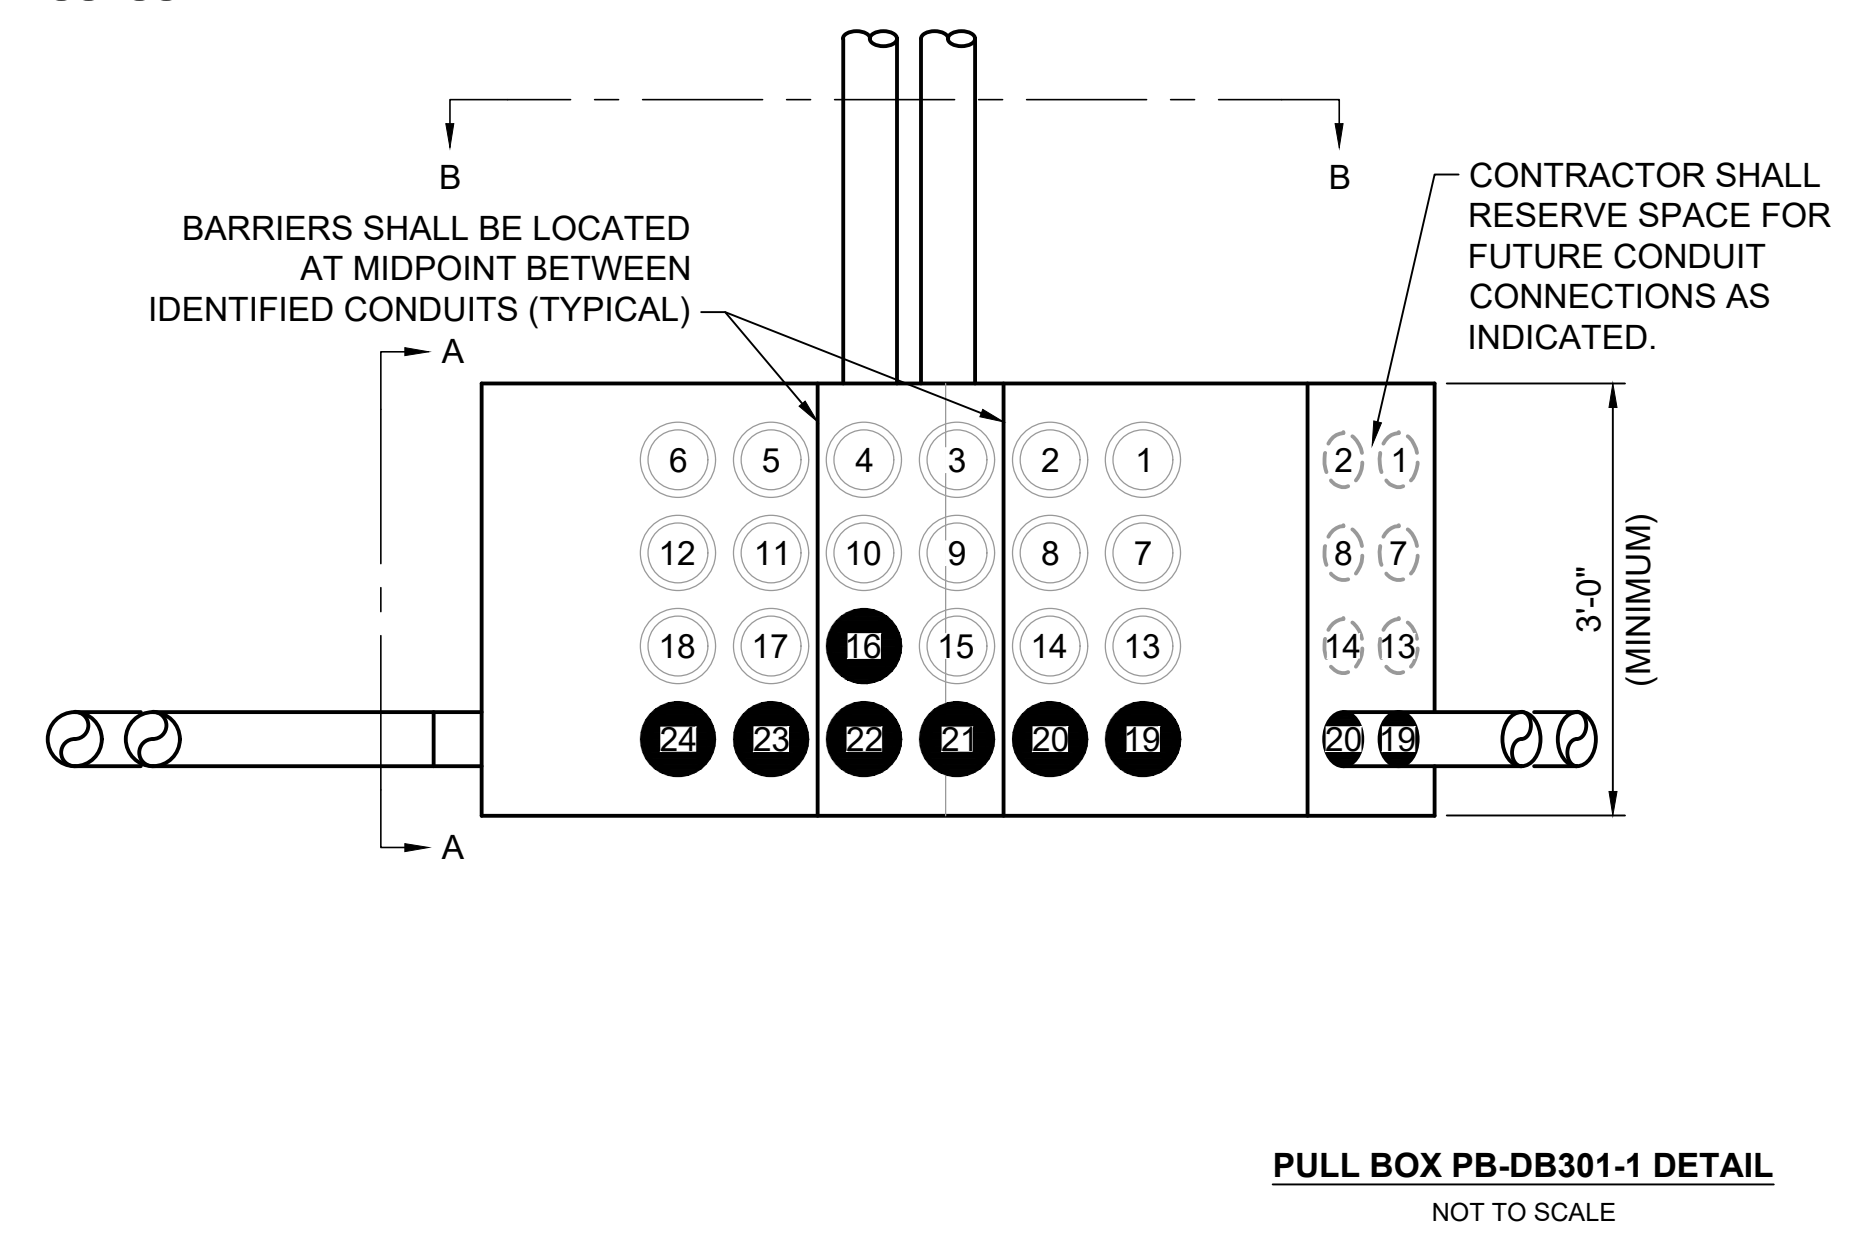 B
B
BARRIERS SHALL BE LOCATED
AT MIDPOINT BETWEEN
IDENTIFIED CONDUITS (TYPICAL)
CONTRACTOR SHALL
RESERVE SPACE FOR
FUTURE CONDUIT
CONNECTIONS AS
INDICATED.
A
6 5 4 3 2 1 2 1
12 11 10 9 8 7 8 7
18 17 16 15 14 13 14 13
24 23 22 21 20 19 20 19
3'-0"
(MINIMUM)
A
PULL BOX PB-DB301-1 DETAIL
NOT TO SCALE